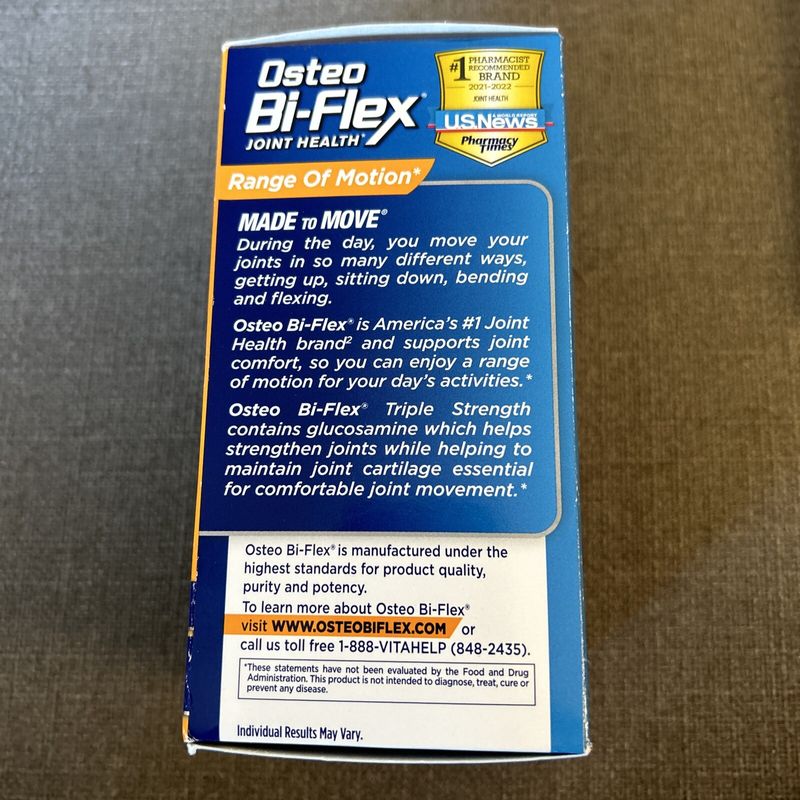 Osteo
Bi-Flex®
JOINT HEALTH*
#1 PHARMACIST
RECOMMENDED
BRAND
2021-2022
JOINT HEALTH
U.S.News
& WORLD REPORT
Pharmacy
Times
Range Of Motion*
MADE TO MOVE®
During the day, you move your
joints in so many different ways,
getting up, sitting down, bending
and flexing.
Osteo Bi-Flex® is America's #1 Joint
Health brand² and supports joint
comfort, so you can enjoy a range
of motion for your day's activities.*
Osteo Bi-Flex® Triple Strength
contains glucosamine which helps
strengthen joints while helping to
maintain joint cartilage essential
for comfortable joint movement.*
Osteo Bi-Flex® is manufactured under the
highest standards for product quality,
purity and potency.
To learn more about Osteo Bi-Flex®
visit WWW.OSTEOBIFLEX.COM or
call us toll free 1-888-VITAHELP (848-2435).
*These statements have not been evaluated by the Food and Drug
Administration. This product is not intended to diagnose, treat, cure or
prevent any disease.
Individual Results May Vary.